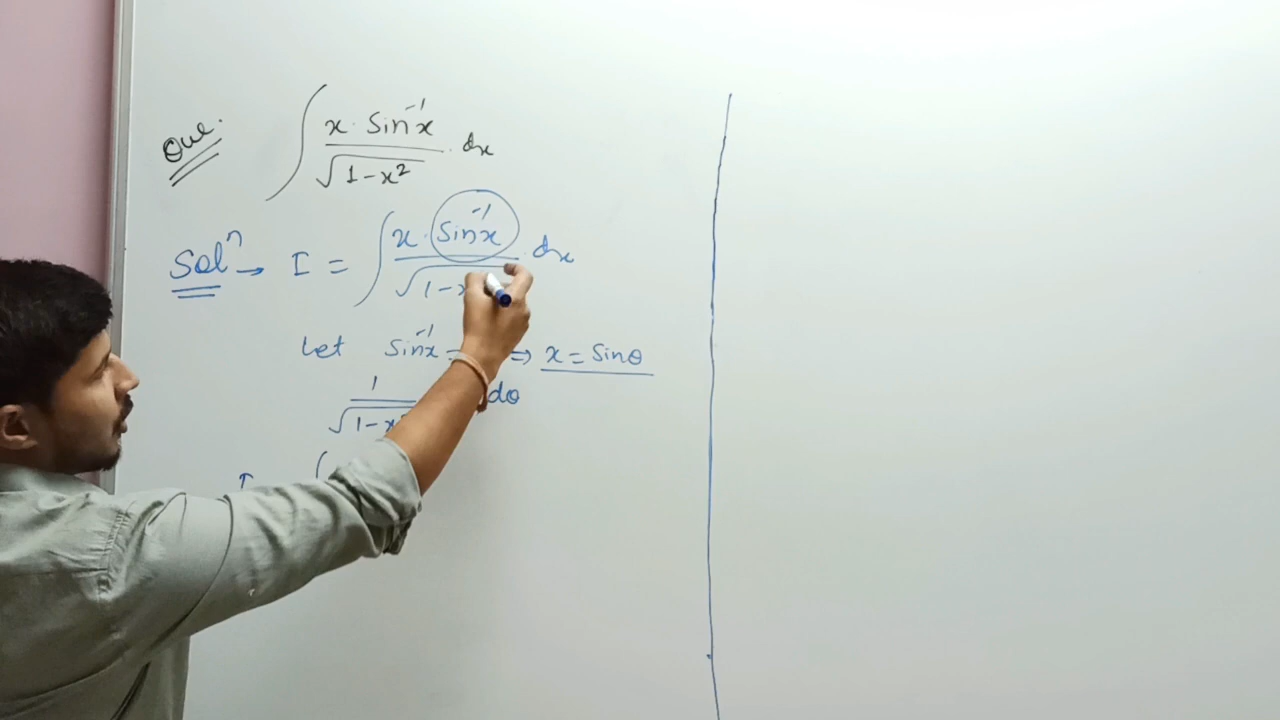 Que. ∫ x · Sin⁻¹x / √1-x² · dx
Solⁿ → I = ∫ x · Sin⁻¹x / √1-x · dx
Let Sin⁻¹x = ⇒ x = Sinθ
1 / √1-x² dθ
I ∫